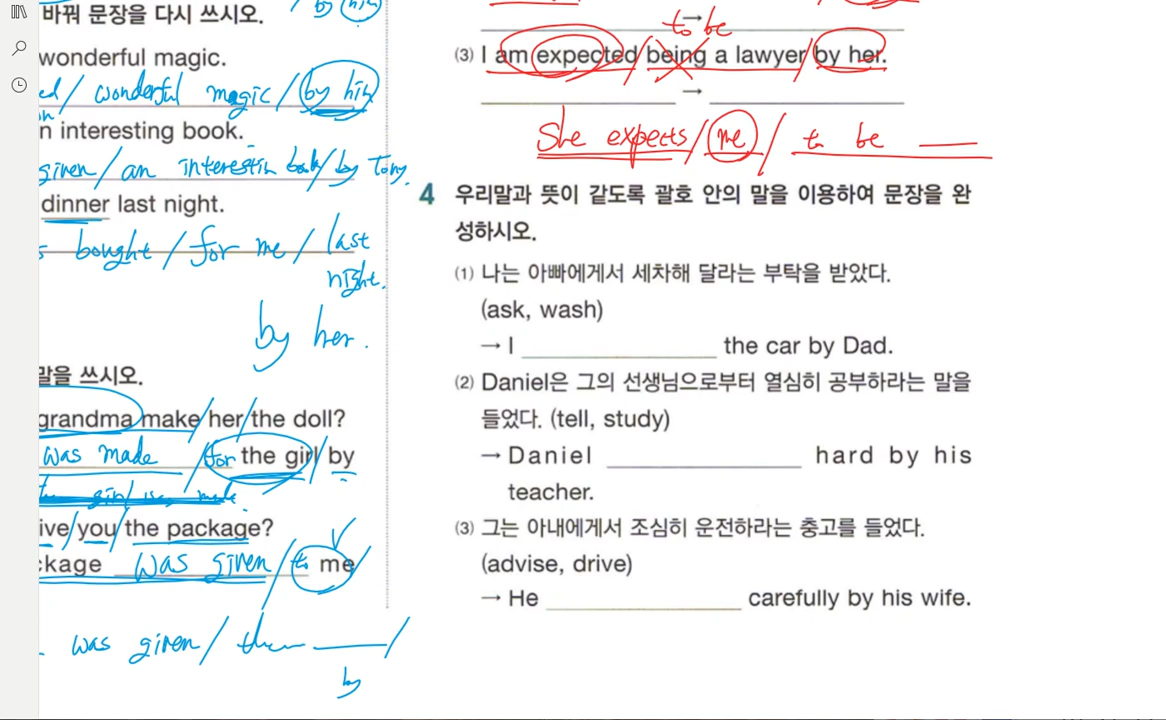 바꿔 문장을 다시 쓰시오.
by him
wonderful magic.
ed / wonderful magic / by him
n interesting book.
given / an interestin book / by Tony.
dinner last night.
bought / for me / last
night.
by her.
말을 쓰시오.
grandma make / her / the doll?
was made / for the girl / by
ive / you / the package?
ckage was given / to me /
was given /
by
→
to be
(3) I am expected / being a lawyer / by her.
→
She expects / me / to be
4 우리말과 뜻이 같도록 괄호 안의 말을 이용하여 문장을 완
성하시오.
(1) 나는 아빠에게서 세차해 달라는 부탁을 받았다.
(ask, wash)
→ I ____________ the car by Dad.
(2) Daniel은 그의 선생님으로부터 열심히 공부하라는 말을
들었다. (tell, study)
→ Daniel ____________ hard by his
teacher.
(3) 그는 아내에게서 조심히 운전하라는 충고를 들었다.
(advise, drive)
→ He ____________ carefully by his wife.